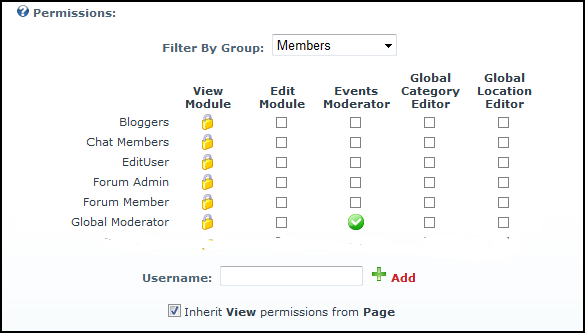 Permissions:
Filter By Group: Members
View Module Edit Module Events Moderator Global Category Editor Global Location Editor
Bloggers
Chat Members
EditUser
Forum Admin
Forum Member
Global Moderator
Username: Add
Inherit View permissions from Page